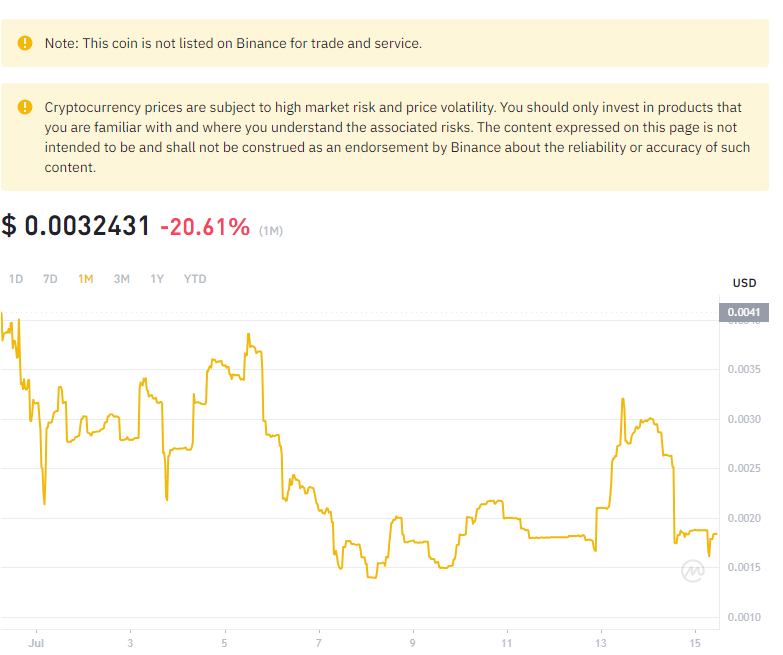 Note: This coin is not listed on Binance for trade and service.
Cryptocurrency prices are subject to high market risk and price volatility. You should only invest in products that
you are familiar with and where you understand the associated risks. The content expressed on this page is not
intended to be and shall not be construed as an endorsement by Binance about the reliability or accuracy of such
content.
$ 0.0032431 -20.61% (1M)
1D 7D 1M 3M 1Y YTD
USD
0.0041
0.0035
0.0030
0.0025
0.0020
0.0015
0.0010
Jul 3 5 7 9 11 13 15